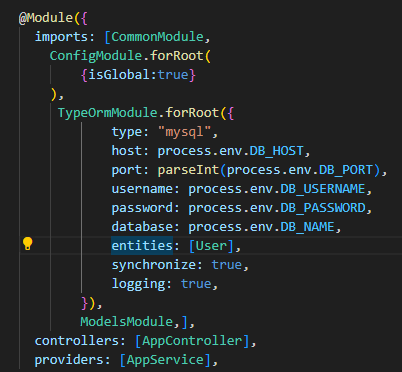 @Module({
  imports: [CommonModule,
    ConfigModule.forRoot(
        {isGlobal:true}
    ),
     TypeOrmModule.forRoot({
            type: "mysql",
            host: process.env.DB_HOST,
            port: parseInt(process.env.DB_PORT),
            username: process.env.DB_USERNAME,
            password: process.env.DB_PASSWORD,
            database: process.env.DB_NAME,
            entities: [User],
            synchronize: true,
            logging: true,
        }),
        ModelsModule,],
  controllers: [AppController],
  providers: [AppService],